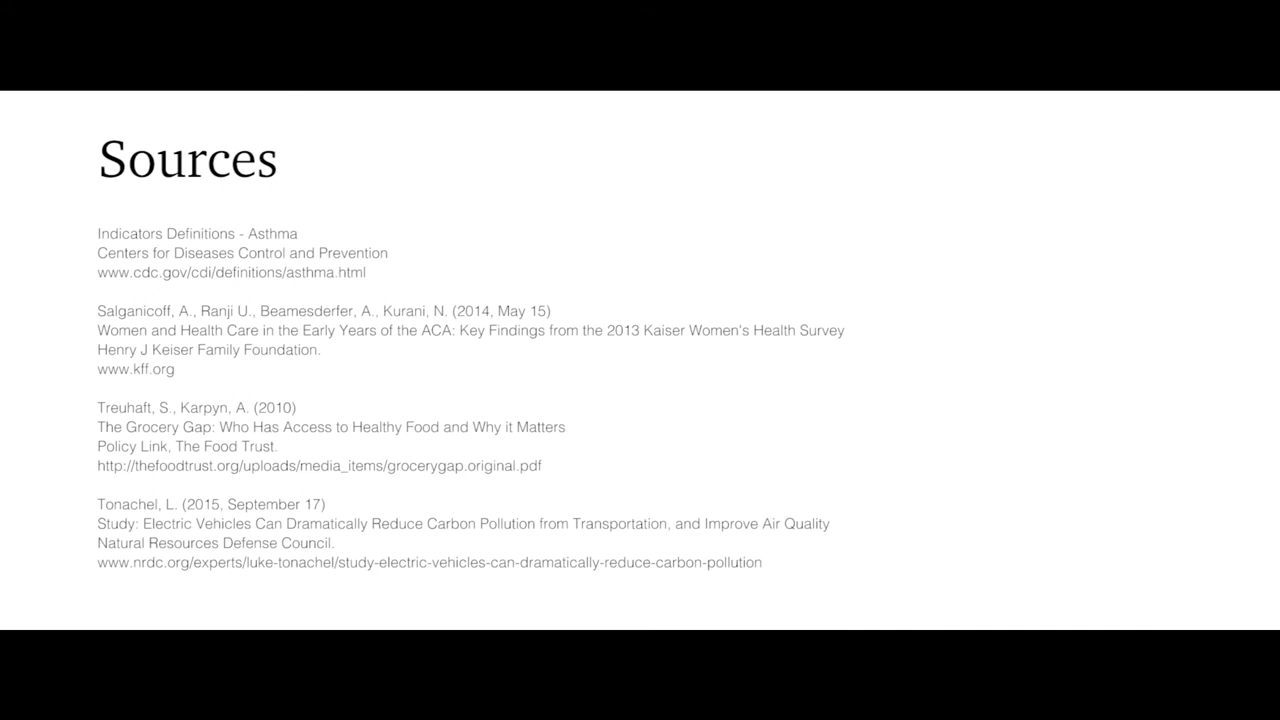 Sources
Indicators Definitions - Asthma
Centers for Diseases Control and Prevention
www.cdc.gov/cdi/definitions/asthma.html
Salganicoff, A., Ranji U., Beamesderfer, A., Kurani, N. (2014, May 15)
Women and Health Care in the Early Years of the ACA: Key Findings from the 2013 Kaiser Women's Health Survey
Henry J Keiser Family Foundation.
www.kff.org
Treuhaft, S., Karpyn, A. (2010)
The Grocery Gap: Who Has Access to Healthy Food and Why it Matters
Policy Link, The Food Trust.
http://thefoodtrust.org/uploads/media_items/grocerygap.original.pdf
Tonachel, L. (2015, September 17)
Study: Electric Vehicles Can Dramatically Reduce Carbon Pollution from Transportation, and Improve Air Quality
Natural Resources Defense Council.
www.nrdc.org/experts/luke-tonachel/study-electric-vehicles-can-dramatically-reduce-carbon-pollution